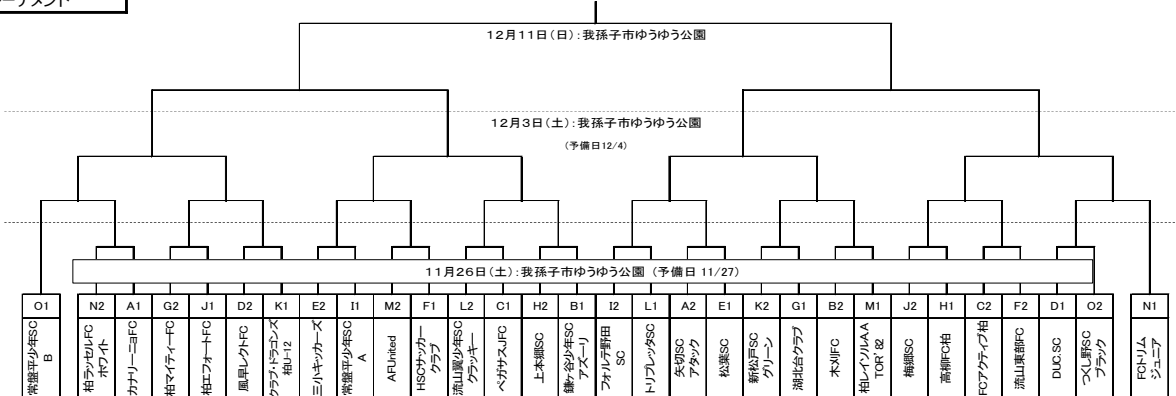 ーナメント
12月11日(日):我孫子市ゆうゆう公園
12月3日(土):我孫子市ゆうゆう公園
(予備日12/4)
11月26日(土):我孫子市ゆうゆう公園 (予備日 11/27)
O1
N2
A1
G2
J1
D2
K1
E2
I1
M2
F1
L2
C1
H2
B1
I2
L1
A2
E1
K2
G1
B2
M1
J2
H1
C2
F2
D1
O2
N1
常盤平少年SC
B
柏ラッセルFC
ホワイト
カナリーニョFC
柏マイティーFC
柏エフォートFC
風早レクトFC
クラブ・ドラゴンズ
柏U-12
三小キッカーズ
常盤平少年SC
A
AFUnited
HSCサッカー
クラブ
流山翼少年SC
クラッキー
ペガサスJFC
上本郷SC
鎌ヶ谷少年SC
アズーリ
フォルテ野田
SC
トリプレッタSC
矢切SC
アタック
松葉SC
新松戸SC
グリーン
湖北台クラブ
木刈FC
柏レイソルA.A
TOR'82
梅郷SC
高柳FC柏
FCアクティブ柏
流山東部FC
DUC.SC
つくし野SC
ブラック
FCトリム
ジュニア